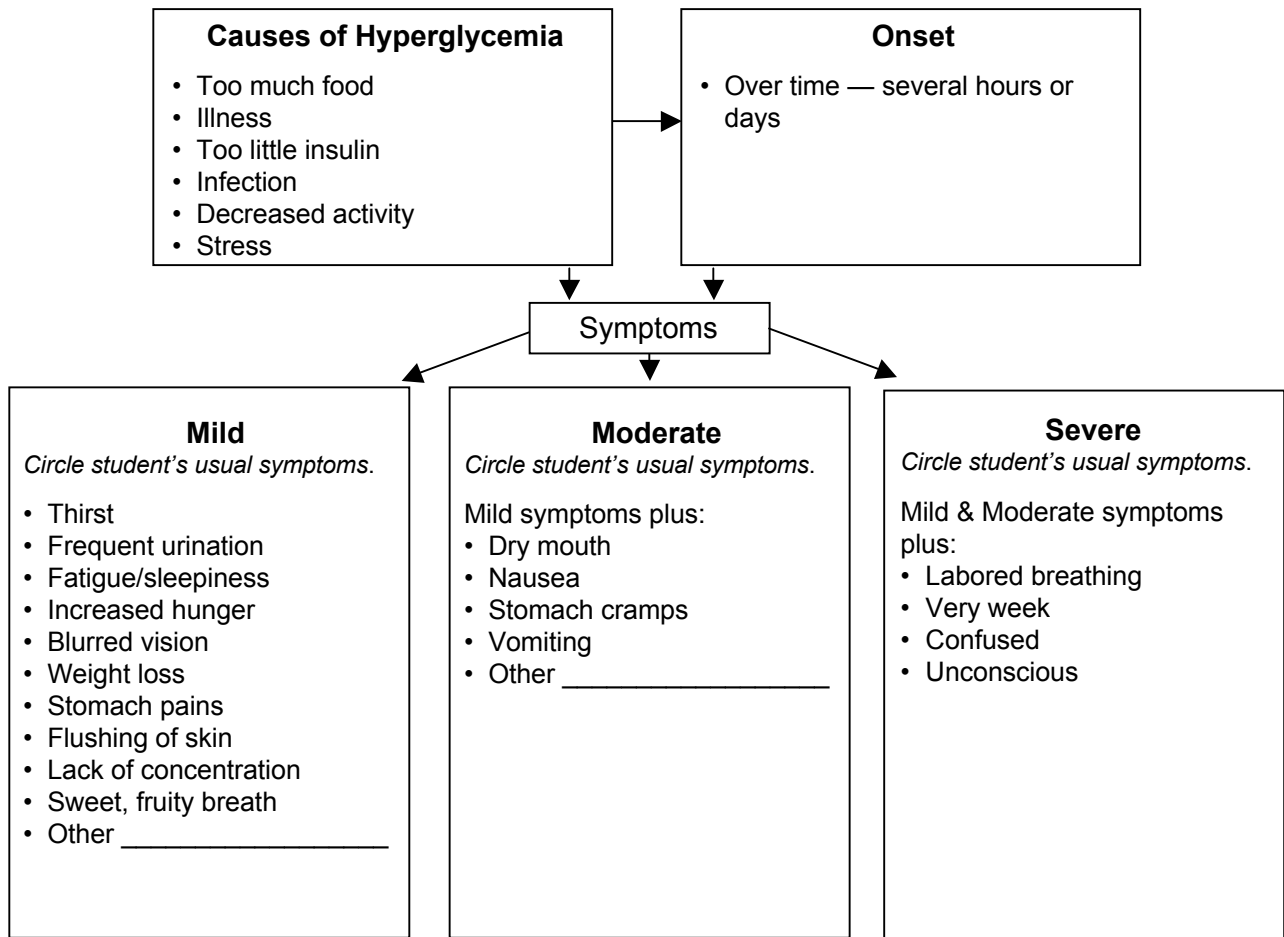 Causes of Hyperglycemia
• Too much food
• Illness
• Too little insulin
• Infection
• Decreased activity
• Stress
Onset
• Over time — several hours or
days
Symptoms
Mild
Circle student’s usual symptoms.
• Thirst
• Frequent urination
• Fatigue/sleepiness
• Increased hunger
• Blurred vision
• Weight loss
• Stomach pains
• Flushing of skin
• Lack of concentration
• Sweet, fruity breath
• Other ___________________
Moderate
Circle student’s usual symptoms.
Mild symptoms plus:
• Dry mouth
• Nausea
• Stomach cramps
• Vomiting
• Other ___________________
Severe
Circle student’s usual symptoms.
Mild & Moderate symptoms
plus:
• Labored breathing
• Very week
• Confused
• Unconscious